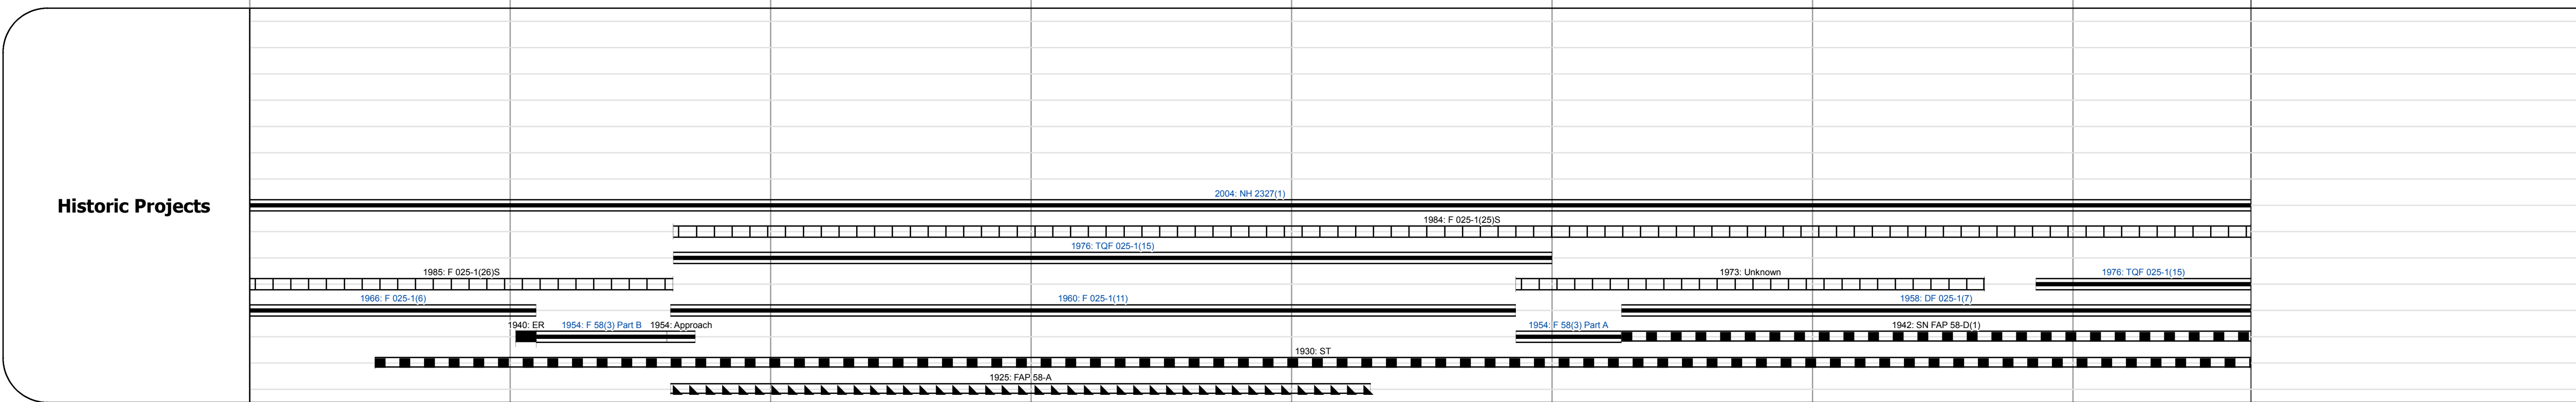 Historic Projects
2004: NH 2327(1)
1984: F 025-1(25)S
1976: TQF 025-1(15)
1985: F 025-1(26)S
1973: Unknown
1976: TQF 025-1(15)
1966: F 025-1(6)
1960: F 025-1(11)
1958: DF 025-1(7)
1940: ER
1954: F 58(3) Part B
1954: Approach
1954: F 58(3) Part A
1942: SN FAP 58-D(1)
1930: ST
1925: FAP 58-A